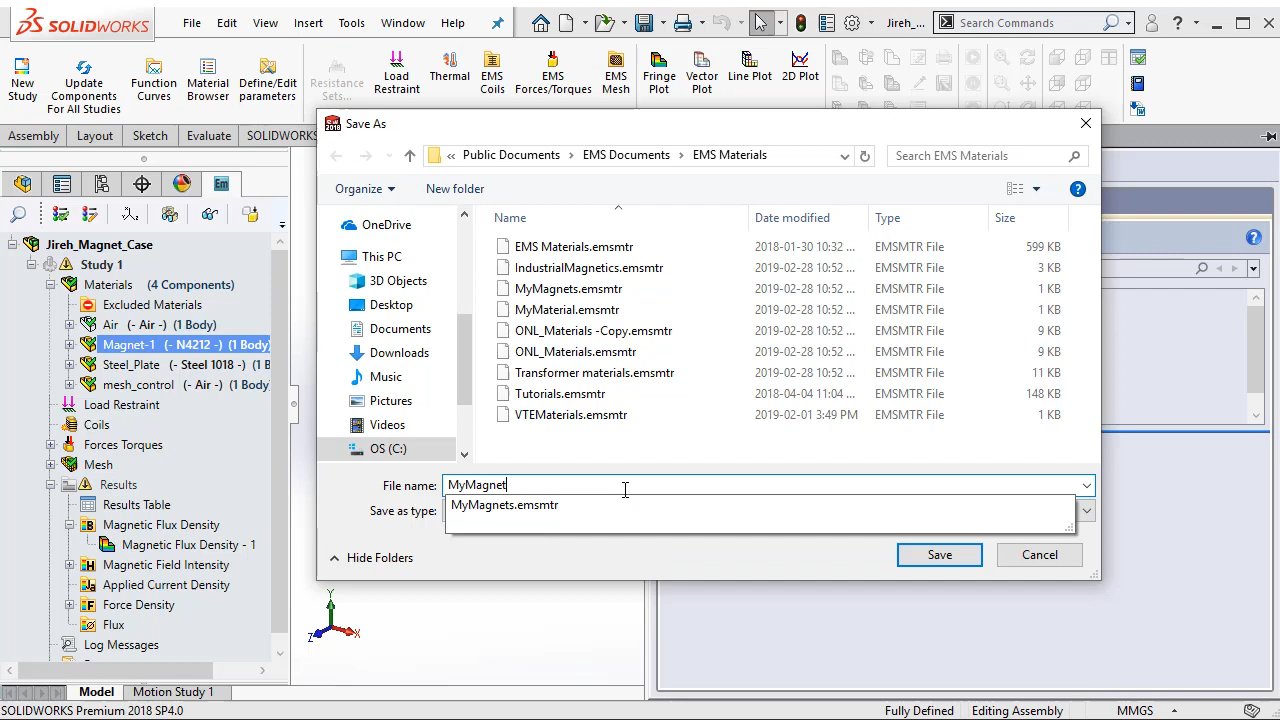 SOLIDWORKS
File Edit View Insert Tools Window Help
Jireh_... Search Commands
New Study
Update Components For All Studies
Function Curves
Material Browser
Define/Edit parameters
Resistance Sets...
Load Restraint
Thermal
EMS Coils
EMS Forces/Torques
EMS Mesh
Fringe Plot
Vector Plot
Line Plot
2D Plot
Assembly Layout Sketch Evaluate SOLIDWORKS
Em
Jireh_Magnet_Case
Study 1
Materials (4 Components)
Excluded Materials
Air (- Air -) (1 Body)
Magnet-1 (- N4212 -) (1 Body)
Steel_Plate (- Steel 1018 -) (1 B
mesh_control (- Air -) (1 Body)
Load Restraint
Coils
Forces Torques
Mesh
Results
Results Table
Magnetic Flux Density
Magnetic Flux Density - 1
Magnetic Field Intensity
Applied Current Density
Force Density
Flux
Log Messages
Save As
« Public Documents > EMS Documents > EMS Materials
Search EMS Materials
Organize New folder
OneDrive
This PC
3D Objects
Desktop
Documents
Downloads
Music
Pictures
Videos
OS (C:)
Name Date modified Type Size
EMS Materials.emsmtr 2018-01-30 10:32 ... EMSMTR File 599 KB
IndustrialMagnetics.emsmtr 2019-02-28 10:52 ... EMSMTR File 3 KB
MyMagnets.emsmtr 2019-02-28 10:52 ... EMSMTR File 1 KB
MyMaterial.emsmtr 2019-02-28 10:52 ... EMSMTR File 1 KB
ONL_Materials -Copy.emsmtr 2019-02-28 10:52 ... EMSMTR File 9 KB
ONL_Materials.emsmtr 2019-02-28 10:52 ... EMSMTR File 9 KB
Transformer materials.emsmtr 2019-02-28 10:52 ... EMSMTR File 11 KB
Tutorials.emsmtr 2018-04-04 11:04 ... EMSMTR File 148 KB
VTEMaterials.emsmtr 2019-02-01 3:49 PM EMSMTR File 1 KB
File name: MyMagnet
MyMagnets.emsmtr
Save as type:
Hide Folders
Save Cancel
Y
Z X
Model Motion Study 1
SOLIDWORKS Premium 2018 SP4.0
Fully Defined Editing Assembly MMGS